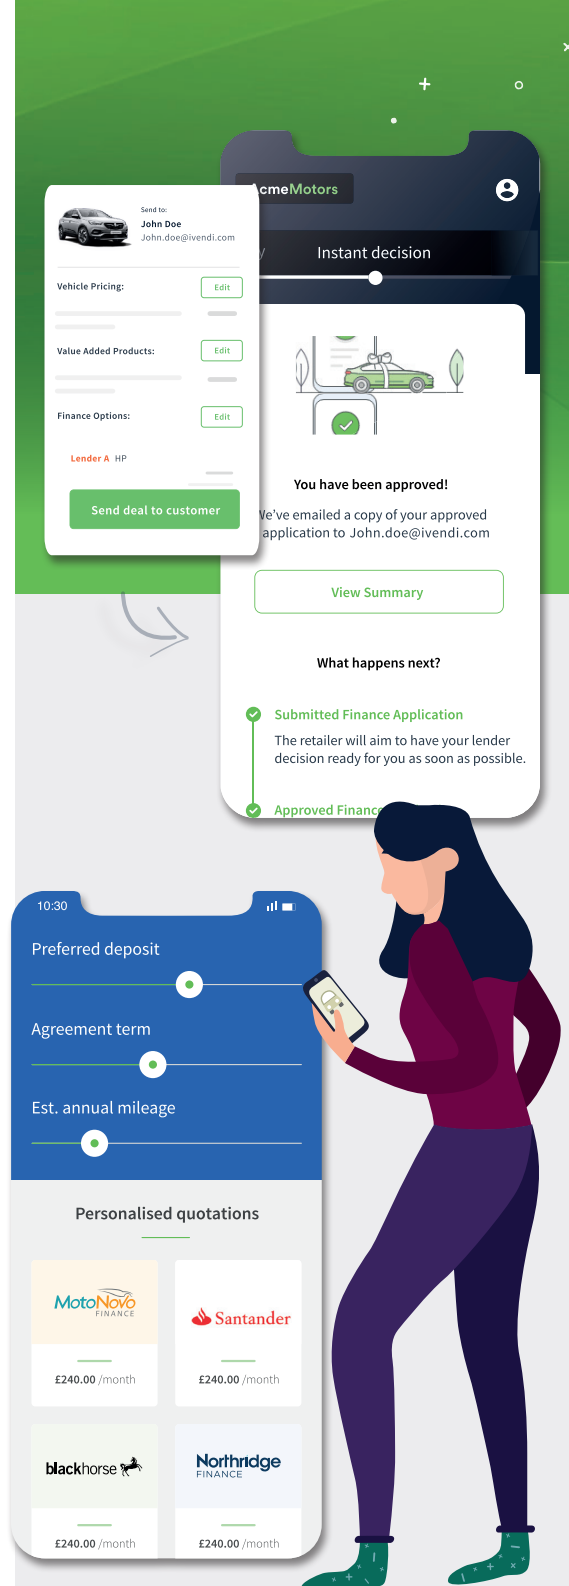 AcmeMotors
Instant decision
Send to:
John Doe
John.doe@ivendi.com
Vehicle Pricing:
Edit
Value Added Products:
Edit
Finance Options:
Edit
Lender A HP
Send deal to customer
You have been approved!
We've emailed a copy of your approved
application to John.doe@ivendi.com
View Summary
What happens next?
Submitted Finance Application
The retailer will aim to have your lender
decision ready for you as soon as possible.
Approved Finance
10:30
Preferred deposit
Agreement term
Est. annual mileage
Personalised quotations
MotoNovo
FINANCE
Santander
£240.00 /month
£240.00 /month
blackhorse
Northridge
FINANCE
£240.00 /month
£240.00 /month